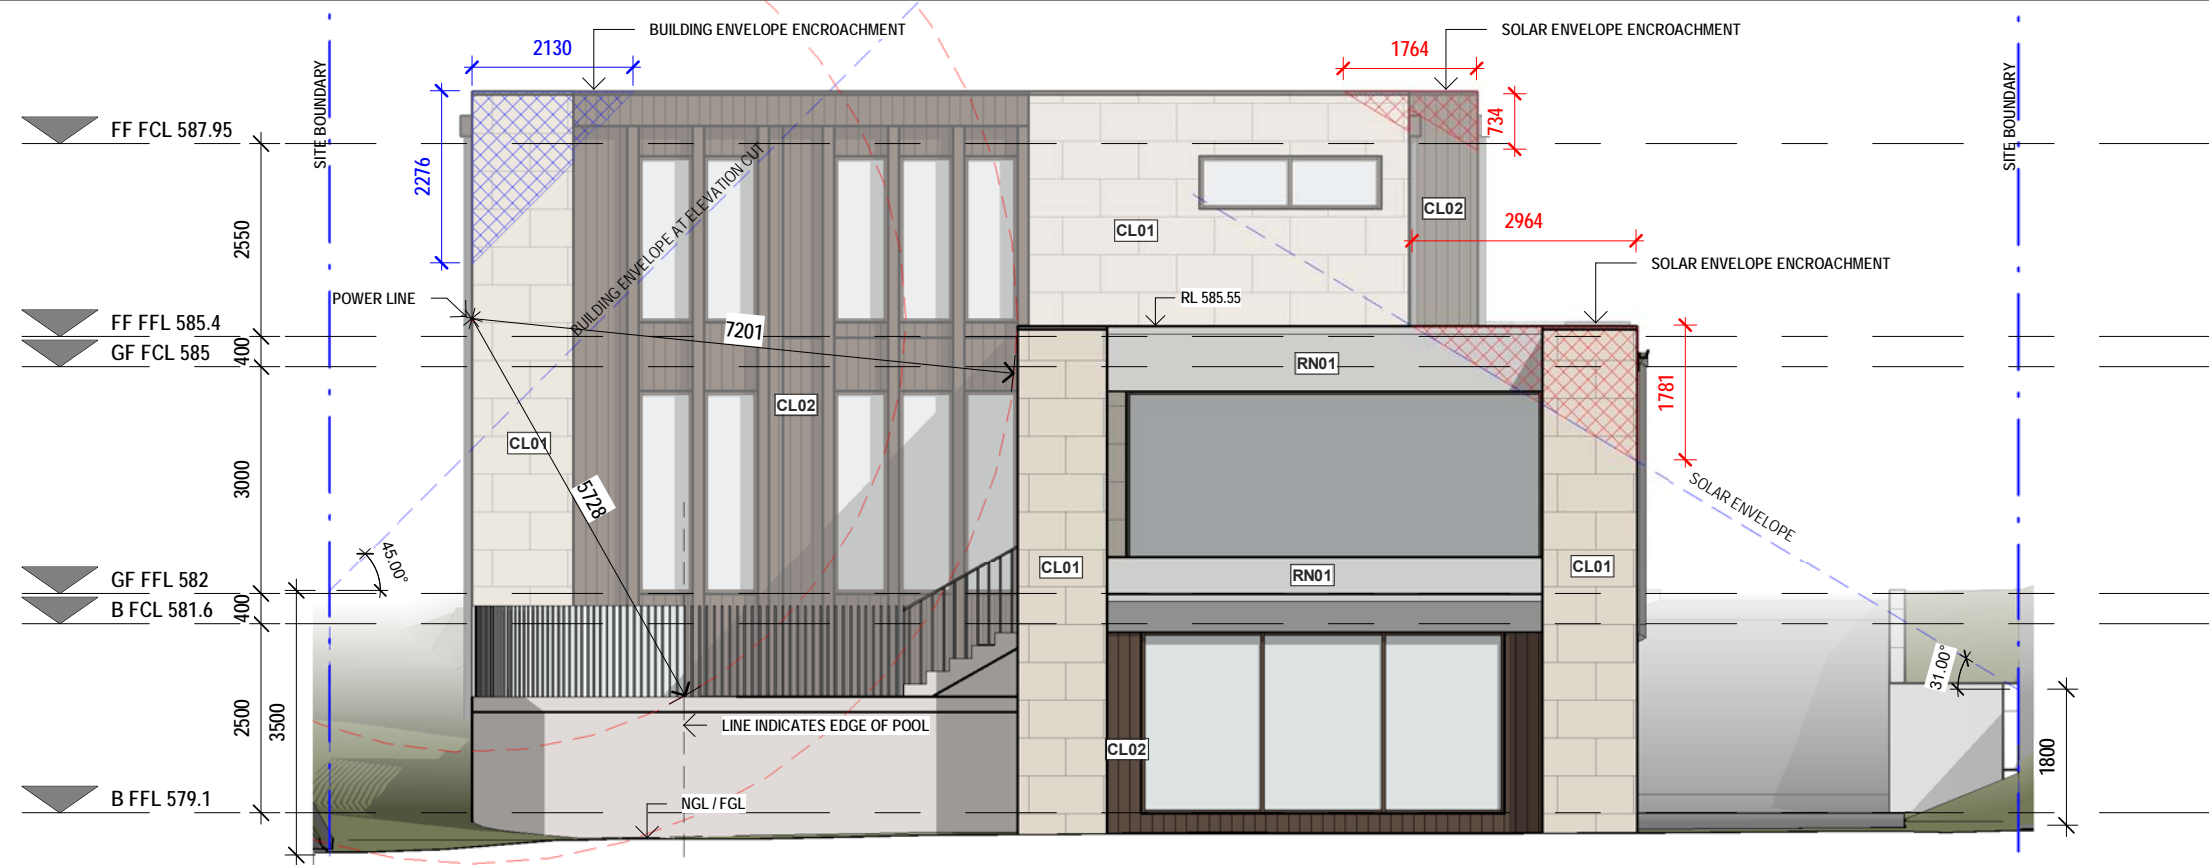 BUILDING ENVELOPE ENCROACHMENT
SOLAR ENVELOPE ENCROACHMENT
2130
1764
SITE BOUNDARY
SITE BOUNDARY
FF FCL 587.95
734
2276
BUILDING ENVELOPE AT ELEVATION CUT
CL02
2964
CL01
2550
SOLAR ENVELOPE ENCROACHMENT
POWER LINE
RL 585.55
FF FFL 585.4
7201
400
GF FCL 585
RN01
1781
CL02
CL01
3000
5728
SOLAR ENVELOPE
45.00°
CL01
RN01
CL01
GF FFL 582
400
B FCL 581.6
31.00°
2500
3500
LINE INDICATES EDGE OF POOL
CL02
1800
B FFL 579.1
NGL / FGL